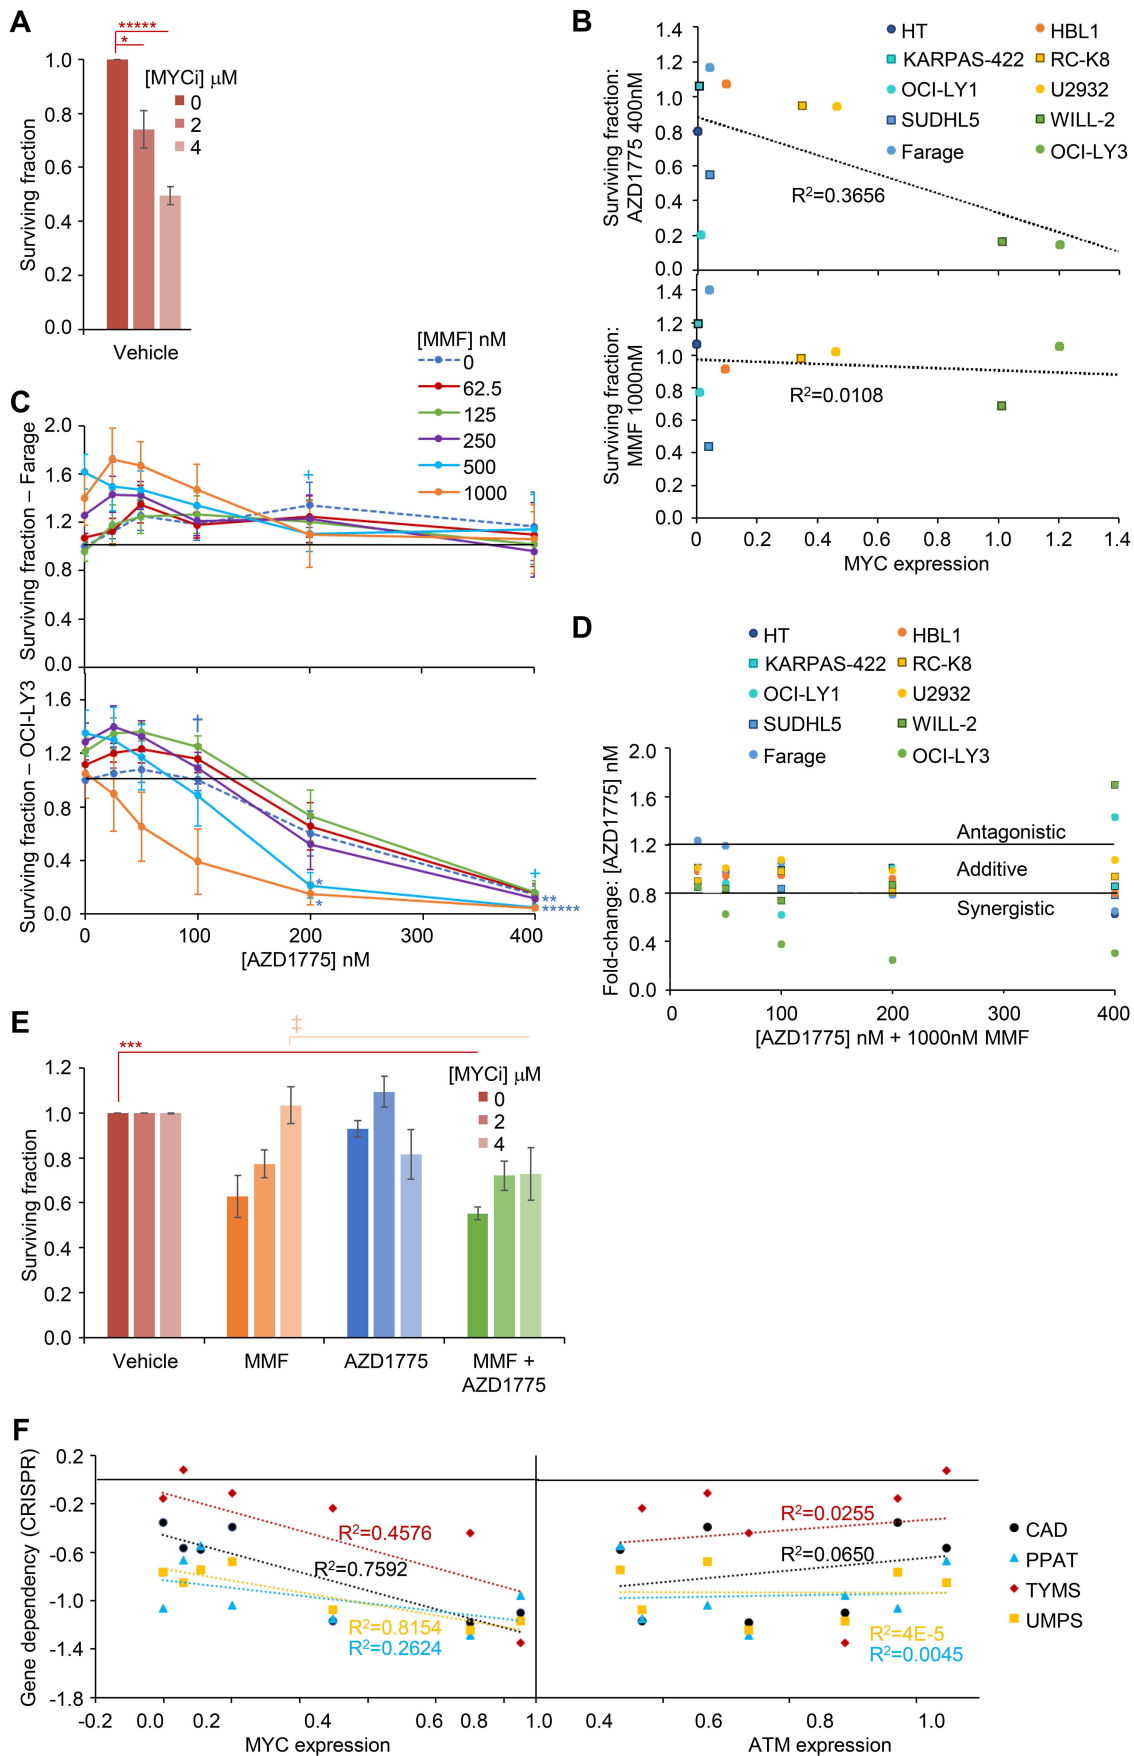 A
*****
*
[MYCi] μM
0
2
4
1.0
0.8
0.6
0.4
0.2
0.0
Surviving fraction
Vehicle
B
HT
HBL1
KARPAS-422
RC-K8
OCI-LY1
U2932
SUDHL5
WILL-2
Farage
OCI-LY3
Surviving fraction:
AZD1775 400nM
1.4
1.2
1.0
0.8
0.6
0.4
0.2
0.0
R²=0.3656
Surviving fraction:
MMF 1000nM
1.4
1.2
1.0
0.8
0.6
0.4
0.2
0.0
R²=0.0108
0 0.2 0.4 0.6 0.8 1.0 1.2 1.4
MYC expression
C
[MMF] nM
0
62.5
125
250
500
1000
Surviving fraction – Farage
2.0
1.6
1.2
0.8
0.4
0.0
+
Surviving fraction – OCI-LY3
1.6
1.2
0.8
0.4
0.0
†
+
*
*
**
*****
0 100 200 300 400
[AZD1775] nM
D
HT
HBL1
KARPAS-422
RC-K8
OCI-LY1
U2932
SUDHL5
WILL-2
Farage
OCI-LY3
Fold-change: [AZD1775] nM
2.0
1.6
1.2
0.8
0.4
0.0
Antagonistic
Additive
Synergistic
0 100 200 300 400
[AZD1775] nM + 1000nM MMF
E
‡
***
[MYCi] μM
0
2
4
Surviving fraction
1.2
1.0
0.8
0.6
0.4
0.2
0.0
Vehicle MMF AZD1775 MMF +
AZD1775
F
Gene dependency (CRISPR)
0.2
-0.2
-0.6
-1.0
-1.4
-1.8
R²=0.4576
R²=0.7592
R²=0.8154
R²=0.2624
R²=0.0255
R²=0.0650
R²=4E-5
R²=0.0045
CAD
PPAT
TYMS
UMPS
-0.2 0.0 0.2 0.4 0.6 0.8 1.0 0.4 0.6 0.8 1.0
MYC expression
ATM expression